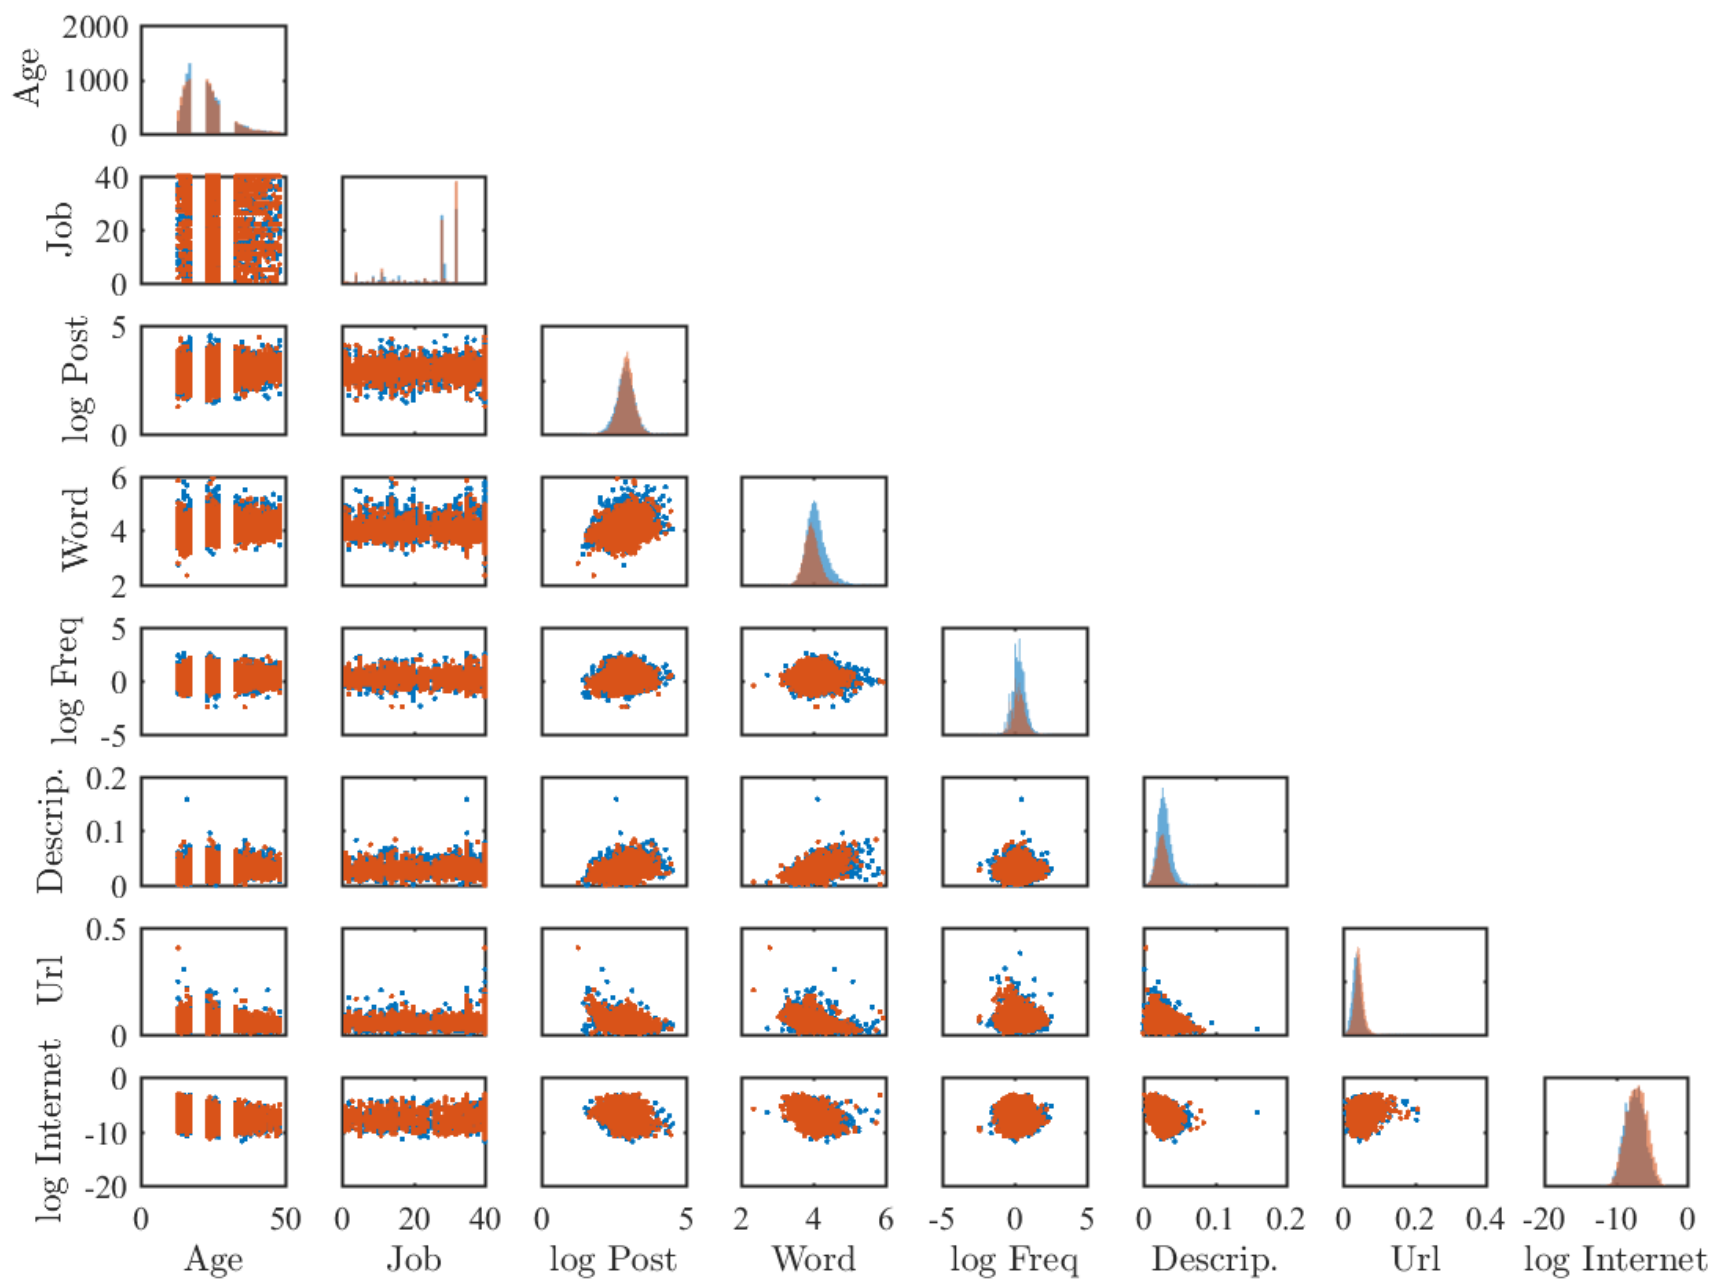 2000
Age 1000
0
40
Job 20
0
5
log Post
0
6
Word 4
2
5
log Freq 0
-5
0.2
Descrip. 0.1
0
0.5
Url
0
0
log Internet -10
-20
0 50 0 20 40 0 5 2 4 6 -5 0 5 0 0.1 0.2 0 0.2 0.4 -20 -10 0
Age Job log Post Word log Freq Descrip. Url log Internet